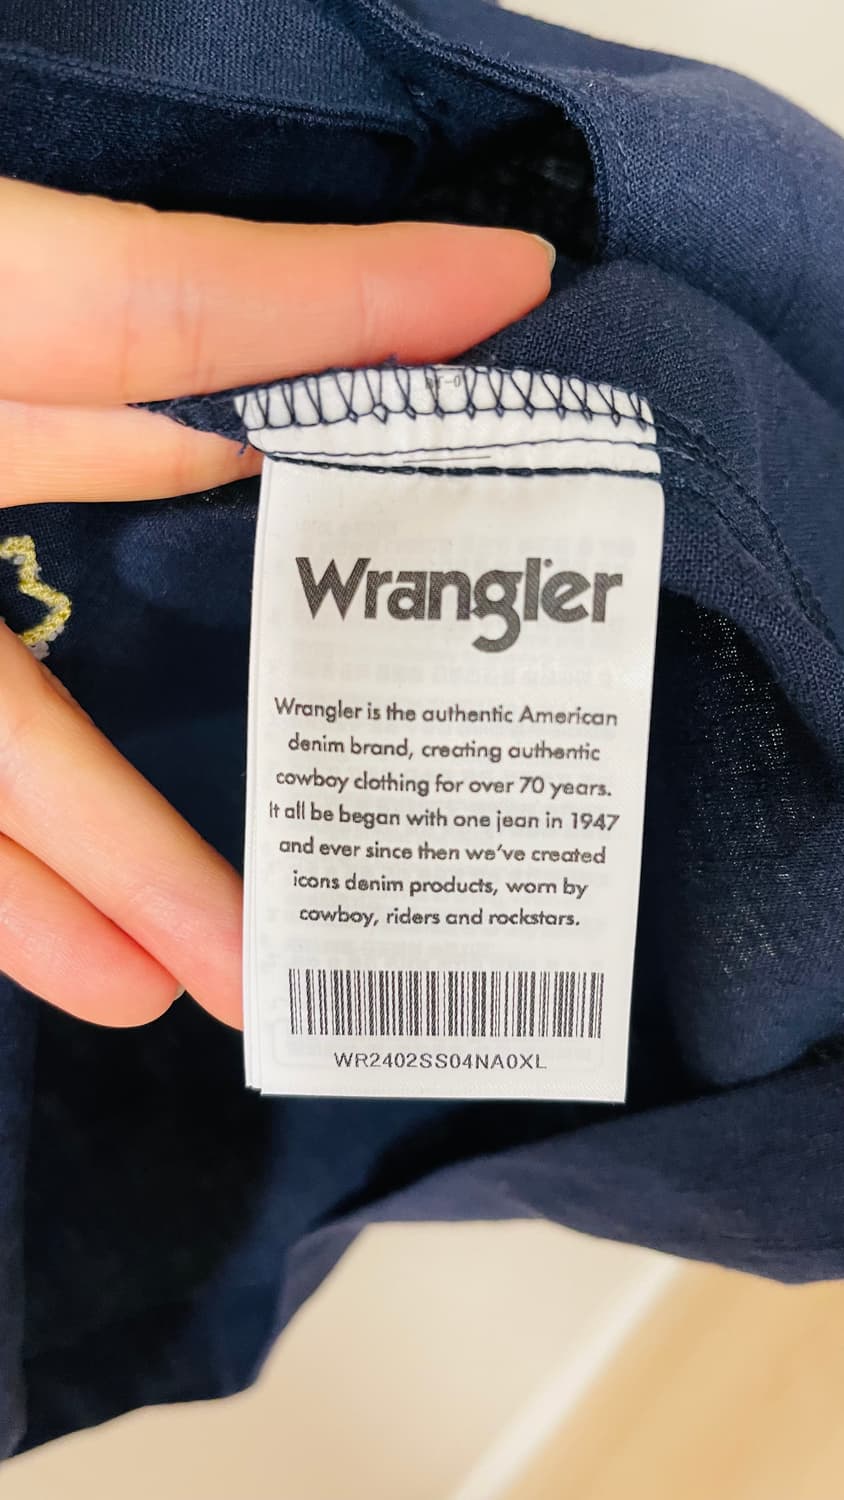 Wrangler
Wrangler is the authentic American
denim brand, creating authentic
cowboy clothing for over 70 years.
It all be began with one jean in 1947
and ever since then we've created
icons denim products, worn by
cowboy, riders and rockstars.
WR2402SS04NA0XL